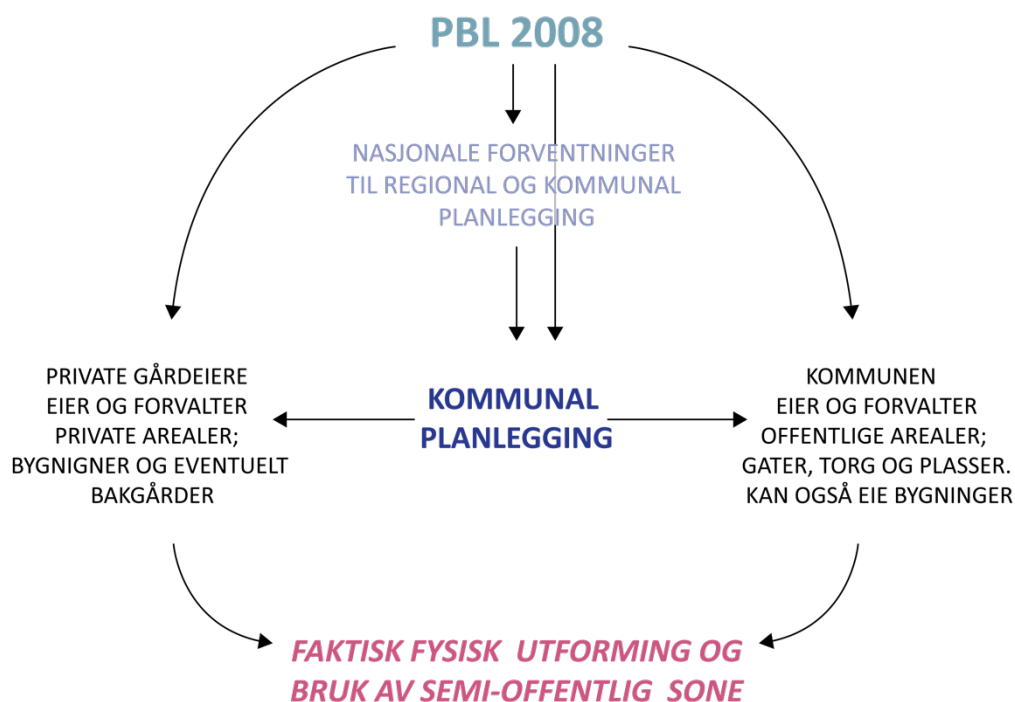 PBL 2008
NASJONALE FORVENTNINGER
TIL REGIONAL OG KOMMUNAL
PLANLEGGING
PRIVATE GÅRDEIERE
EIER OG FORVALTER
PRIVATE AREALER;
BYGNIGNER OG EVENTUELT
BAKGÅRDER
KOMMUNAL
PLANLEGGING
KOMMUNEN
EIER OG FORVALTER
OFFENTLIGE AREALER;
GATER, TORG OG PLASSER.
KAN OGSÅ EIE BYGNINGER
FAKTISK FYSISK UTFORMING OG
BRUK AV SEMI-OFFENTLIG SONE